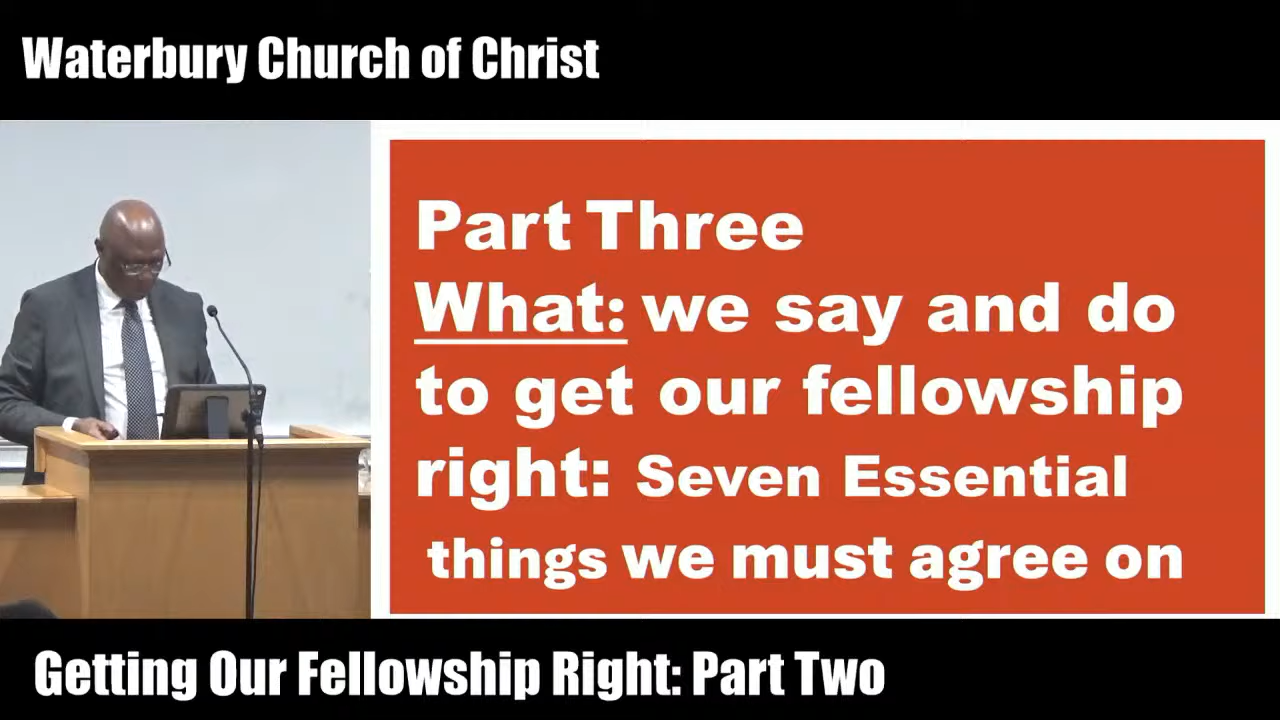 Waterbury Church of Christ
Part Three
What: we say and do
to get our fellowship
right: Seven Essential
things we must agree on
Getting Our Fellowship Right: Part Two